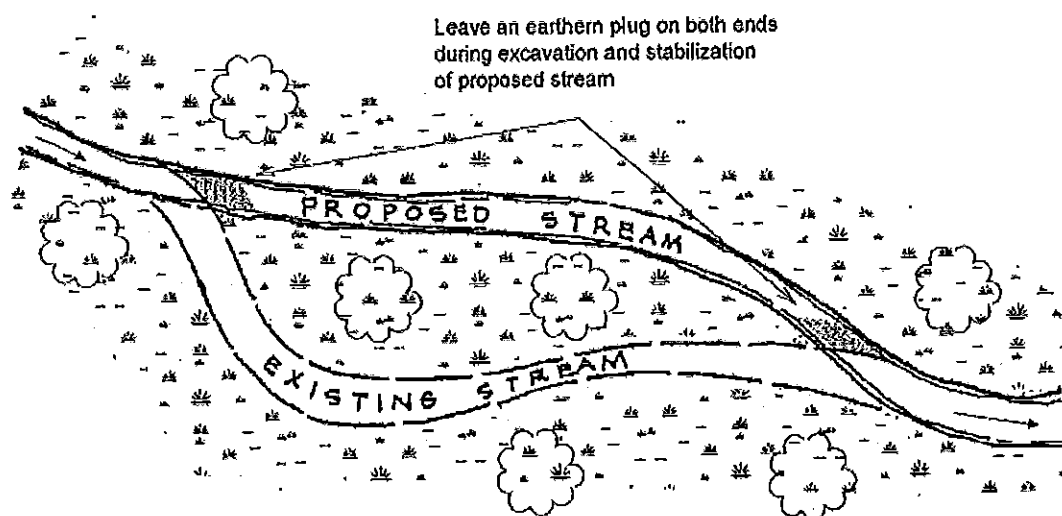 Leave an earthern plug on both ends
during excavation and stabilization
of proposed stream
PROPOSED STREAM
EXISTING STREAM